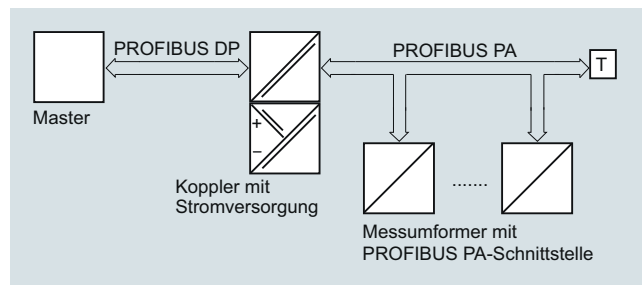 PROFIBUS DP
PROFIBUS PA
T
Master
+
–
Koppler mit
Stromversorgung
.......
Messumformer mit
PROFIBUS PA-Schnittstelle